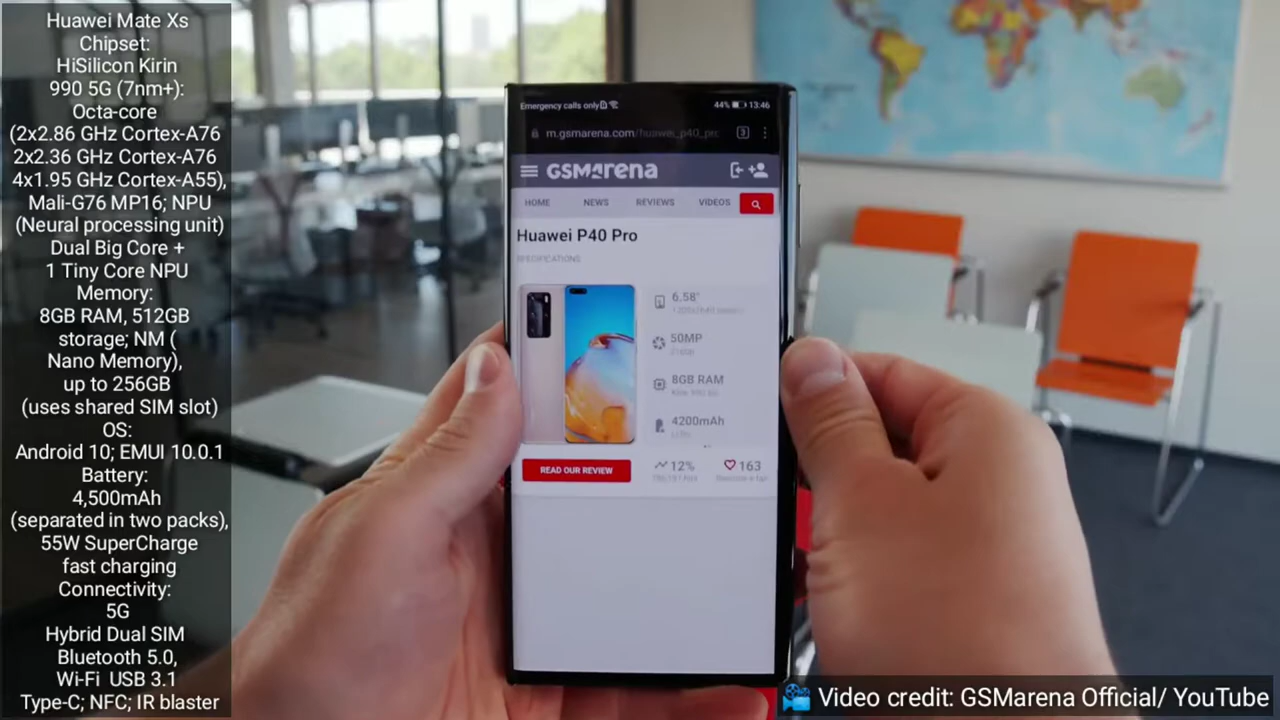 Huawei Mate Xs
Chipset:
HiSilicon Kirin
990 5G (7nm+):
Octa-core
(2x2.86 GHz Cortex-A76
2x2.36 GHz Cortex-A76
4x1.95 GHz Cortex-A55),
Mali-G76 MP16; NPU
(Neural processing unit)
Dual Big Core +
1 Tiny Core NPU
Memory:
8GB RAM, 512GB
storage; NM (
Nano Memory),
up to 256GB
(uses shared SIM slot)
OS:
Android 10; EMUI 10.0.1
Battery:
4,500mAh
(separated in two packs),
55W SuperCharge
fast charging
Connectivity:
5G
Hybrid Dual SIM
Bluetooth 5.0,
Wi-Fi USB 3.1
Type-C; NFC; IR blaster
Emergency calls only 44% 13:46
m.gsmarena.com/huawei_p40_pro 3
GSMarena
HOME NEWS REVIEWS VIDEOS
Huawei P40 Pro
SPECIFICATIONS
6.58"
50MP
2160p
8GB RAM
4200mAh
READ OUR REVIEW
12% 163
Video credit: GSMarena Official/ YouTube